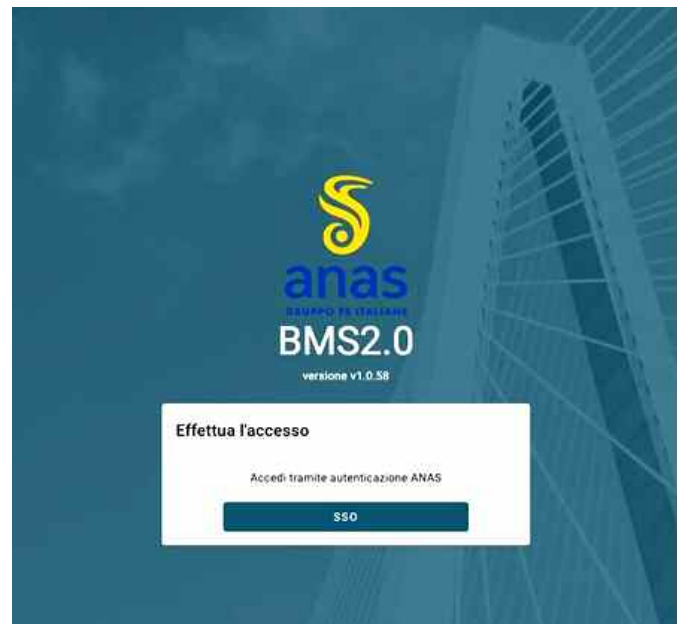 anas
GRUPPO FS ITALIANE
BMS2.0
versione v1.0.58
Effettua l'accesso
Accedi tramite autenticazione ANAS
SSO